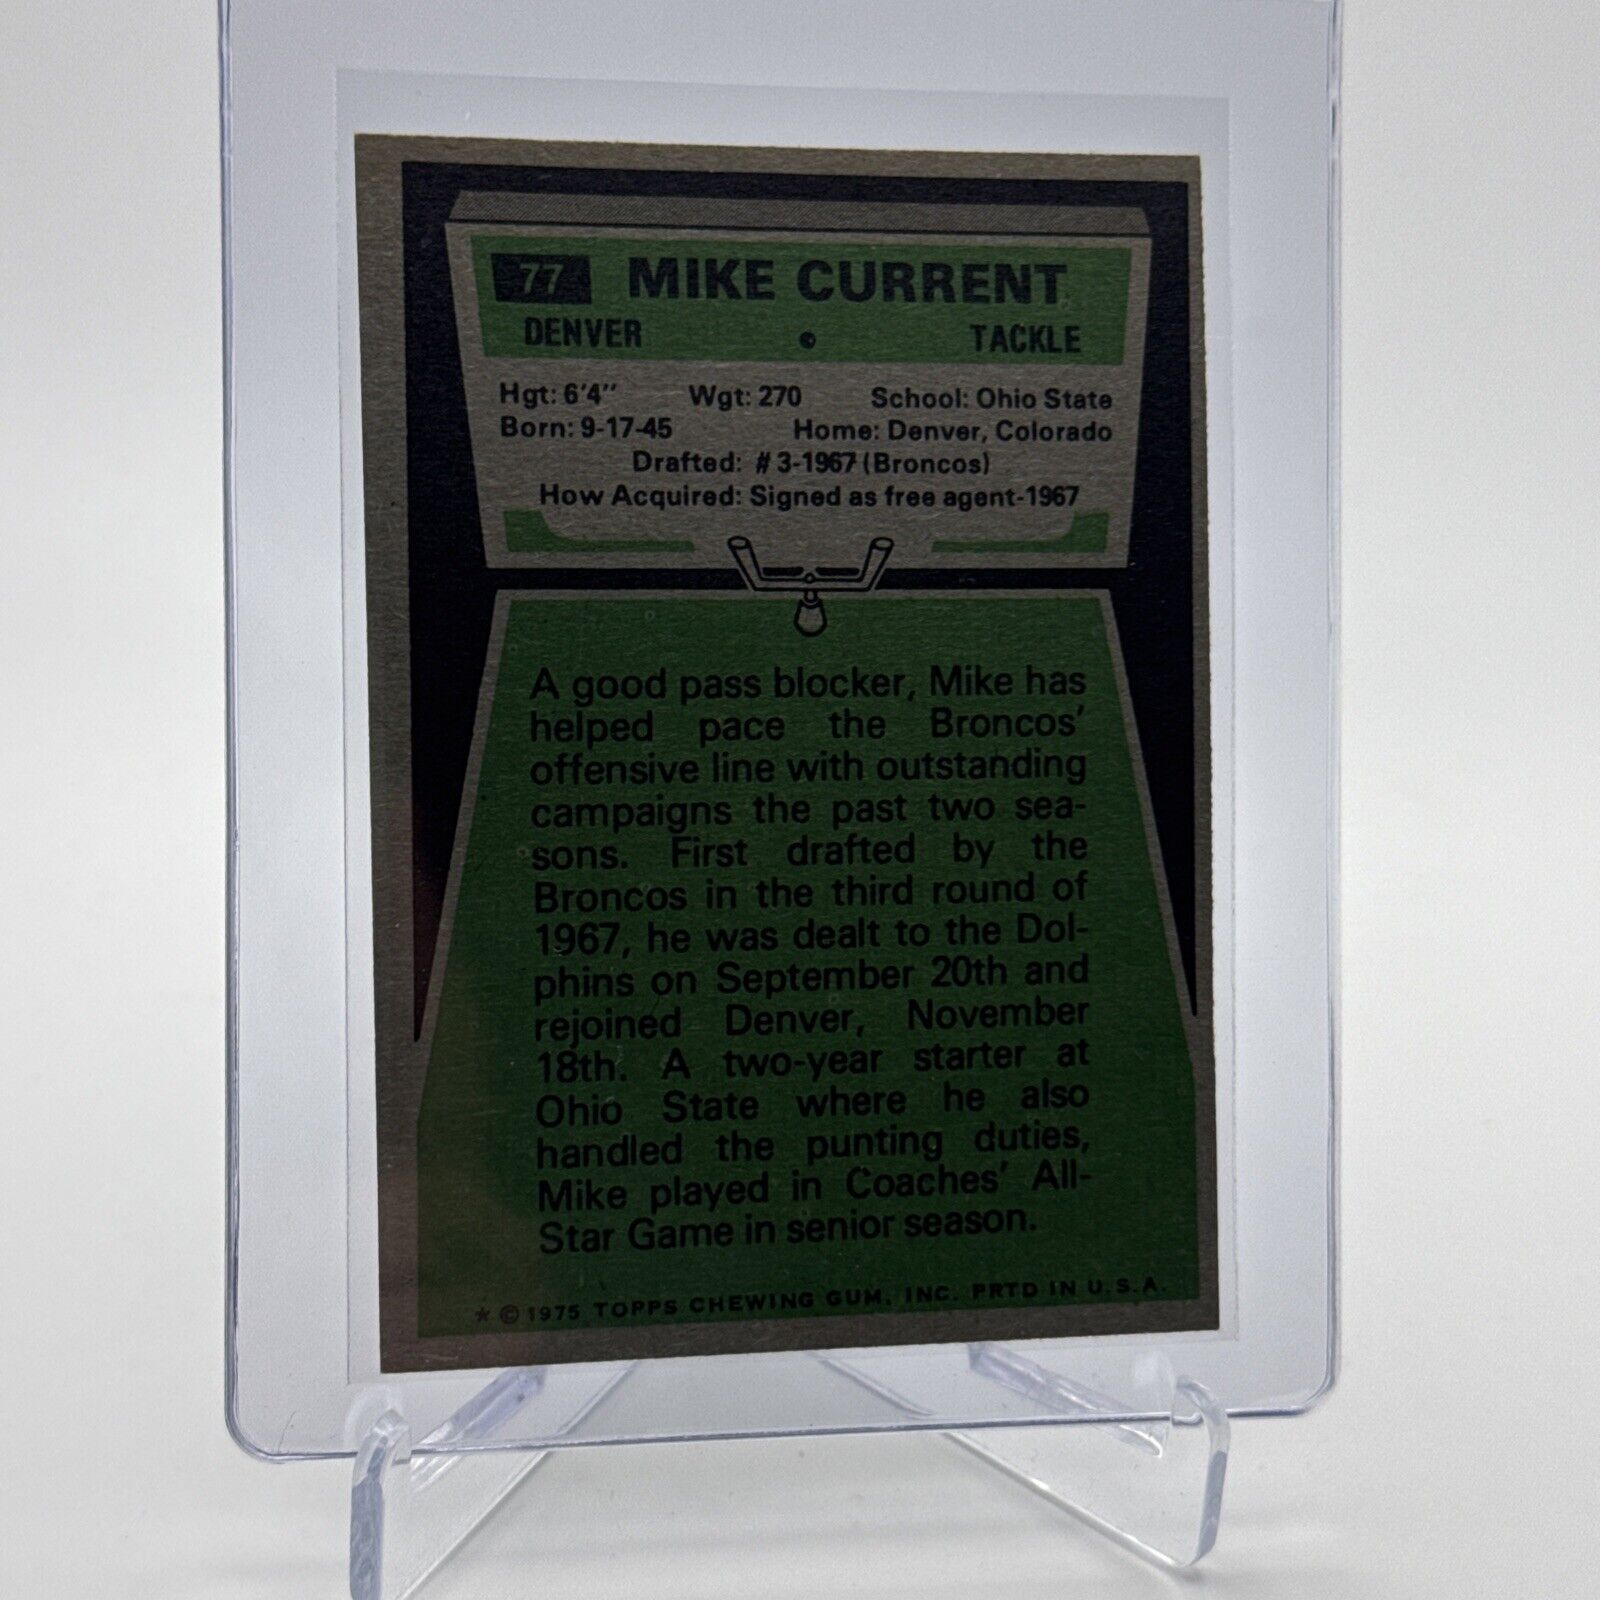 77 MIKE CURRENT
DENVER • TACKLE
Hgt: 6'4" Wgt: 270 School: Ohio State
Born: 9-17-45 Home: Denver, Colorado
Drafted: #3-1967 (Broncos)
How Acquired: Signed as free agent-1967
A good pass blocker, Mike has
helped pace the Broncos'
offensive line with outstanding
campaigns the past two sea-
sons. First drafted by the
Broncos in the third round of
1967, he was dealt to the Dol-
phins on September 20th and
rejoined Denver, November
18th. A two-year starter at
Ohio State where he also
handled the punting duties,
Mike played in Coaches' All-
Star Game in senior season.
* © 1975 TOPPS CHEWING GUM, INC. PRTD IN U.S.A.